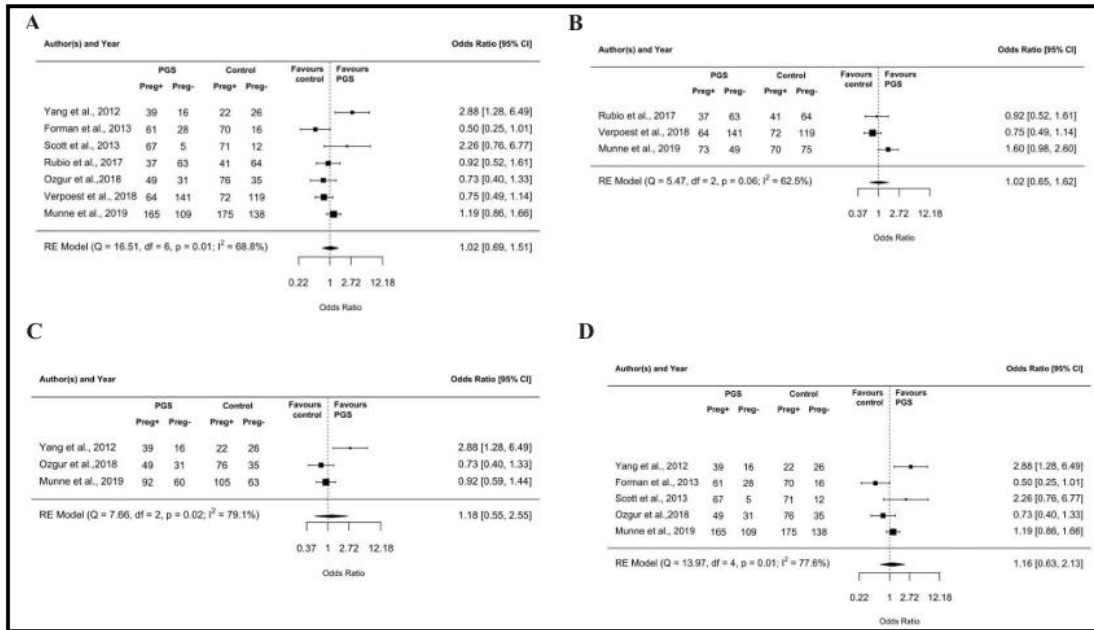 A
Author(s) and Year Odds Ratio [95% CI]
PGS Control Favours Favours
control PGS
Preg+ Preg- Preg+ Preg-
Yang et al., 2012 39 16 22 26 2.88 [1.28, 6.49]
Forman et al., 2013 61 28 70 16 0.50 [0.25, 1.01]
Scott et al., 2013 67 5 71 12 2.26 [0.76, 6.77]
Rubio et al., 2017 37 63 41 64 0.92 [0.52, 1.61]
Ozgur et al., 2018 49 31 76 35 0.73 [0.40, 1.33]
Verpoest et al., 2018 64 141 72 119 0.75 [0.49, 1.14]
Munne et al., 2019 165 109 175 138 1.19 [0.86, 1.66]
RE Model (Q = 16.51, df = 6, p = 0.01; I² = 68.8%) 1.02 [0.69, 1.51]
0.22 1 2.72 12.18
Odds Ratio
B
Author(s) and Year Odds Ratio [95% CI]
PGS Control Favours Favours
control PGS
Preg+ Preg- Preg+ Preg-
Rubio et al., 2017 37 63 41 64 0.92 [0.52, 1.61]
Verpoest et al., 2018 64 141 72 119 0.75 [0.49, 1.14]
Munne et al., 2019 73 49 70 75 1.60 [0.98, 2.60]
RE Model (Q = 5.47, df = 2, p = 0.06; I² = 62.5%) 1.02 [0.65, 1.62]
0.37 1 2.72 12.18
Odds Ratio
C
Author(s) and Year Odds Ratio [95% CI]
PGS Control Favours Favours
control PGS
Preg+ Preg- Preg+ Preg-
Yang et al., 2012 39 16 22 26 2.88 [1.28, 6.49]
Ozgur et al.,2018 49 31 76 35 0.73 [0.40, 1.33]
Munne et al., 2019 92 60 105 63 0.92 [0.59, 1.44]
RE Model (Q = 7.66, df = 2, p = 0.02; I² = 79.1%) 1.18 [0.55, 2.55]
0.37 1 2.72 12.18
Odds Ratio
D
Author(s) and Year Odds Ratio [95% CI]
PGS Control Favours Favours
control PGS
Preg+ Preg- Preg+ Preg-
Yang et al., 2012 39 16 22 26 2.88 [1.28, 6.49]
Forman et al., 2013 61 28 70 16 0.50 [0.25, 1.01]
Scott et al., 2013 67 5 71 12 2.26 [0.76, 6.77]
Ozgur et al.,2018 49 31 76 35 0.73 [0.40, 1.33]
Munne et al., 2019 165 109 175 138 1.19 [0.86, 1.66]
RE Model (Q = 13.97, df = 4, p = 0.01; I² = 77.6%) 1.16 [0.63, 2.13]
0.22 1 2.72 12.18
Odds Ratio